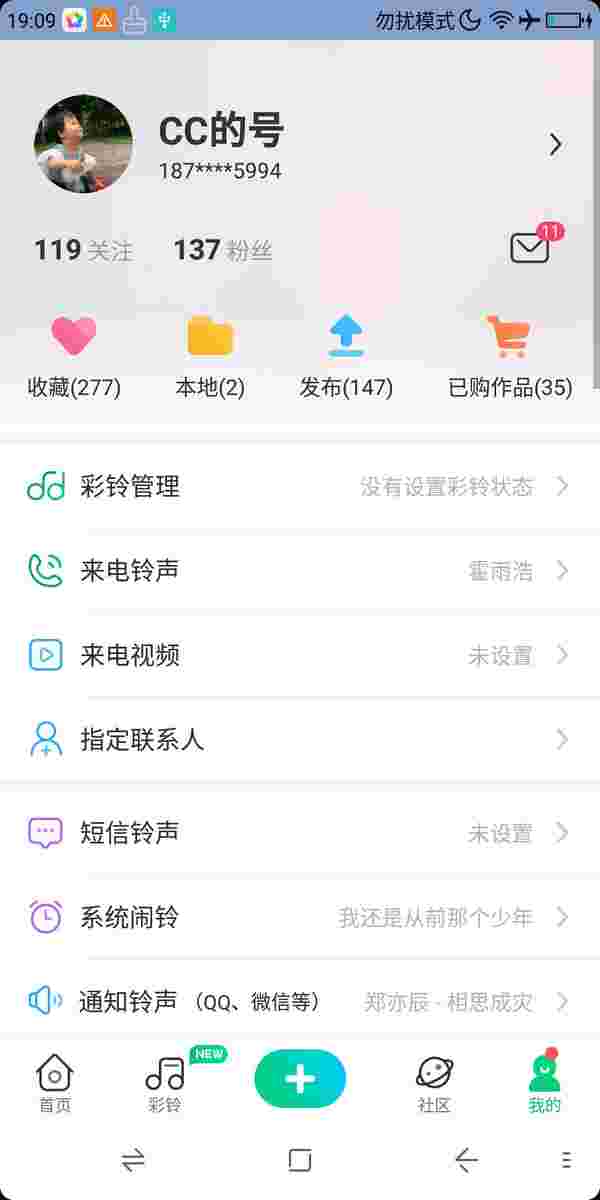 19:09 勿扰模式
CC的号
187****5994
119 关注 137 粉丝 11
收藏(277) 本地(2) 发布(147) 已购作品(35)
彩铃管理 没有设置彩铃状态
来电铃声 霍雨浩
来电视频 未设置
指定联系人
短信铃声 未设置
系统闹铃 我还是从前那个少年
通知铃声 (QQ、微信等) 郑亦辰 - 相思成灾
NEW
首页 彩铃 社区 我的